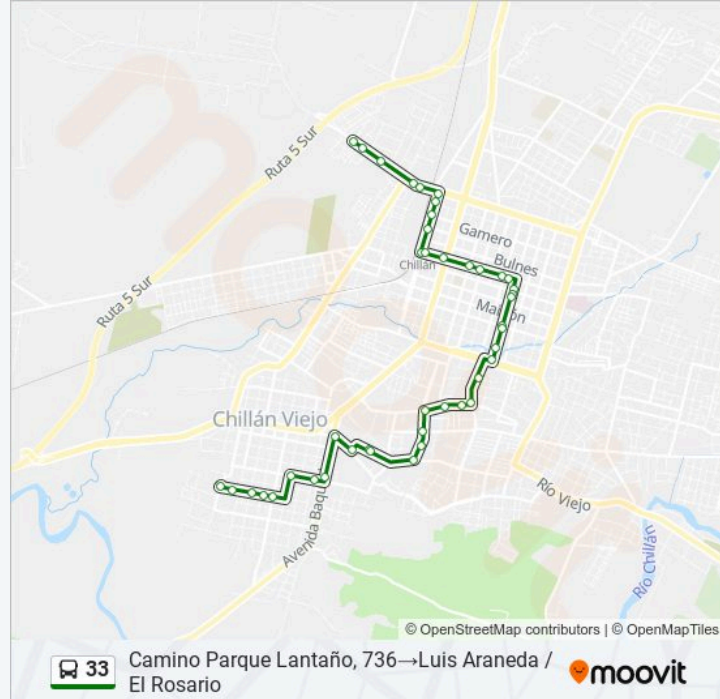 Ruta 5 Sur
Gamero
Bulnes
Chillán
Ruta 5 Sur
Maipón
Chillán Viejo
Río Viejo
Avenida Baqu
Río Chillán
© OpenStreetMap contributors | © OpenMapTiles
33
Camino Parque Lantaño, 736→Luis Araneda /
El Rosario
moovit